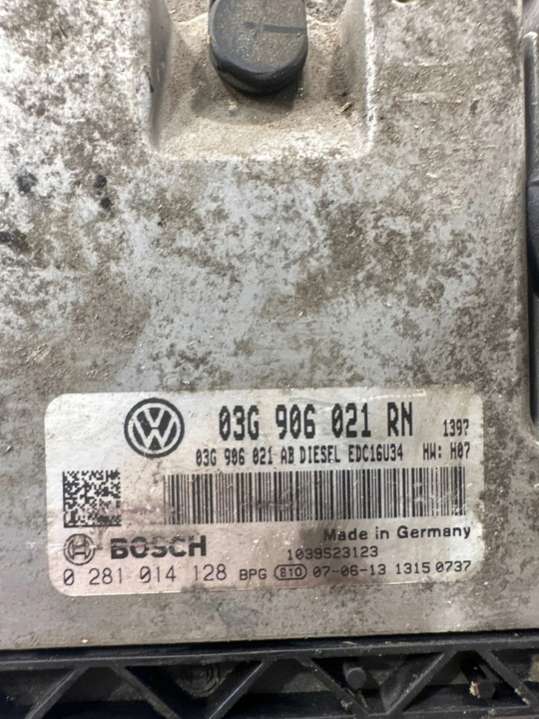 03G 906 021 RN 1397
03G 906 021 AB DIESEL EDC16U34 HW: H07
Made in Germany
BOSCH 1039S23123
0 281 014 128 BPG 810 07-06-13 1315 0737